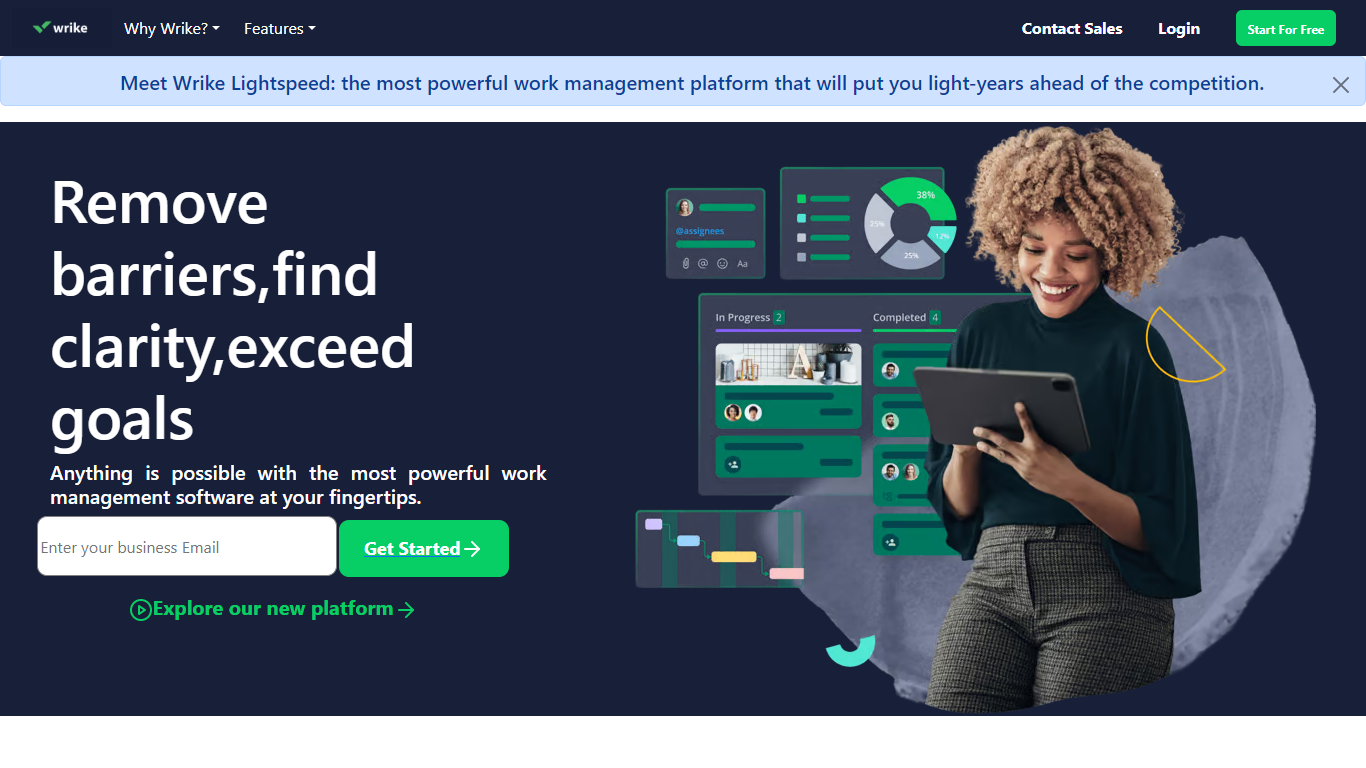 wrike Why Wrike? Features Contact Sales Login Start For Free
Meet Wrike Lightspeed: the most powerful work management platform that will put you light-years ahead of the competition.
Remove
barriers,find
clarity,exceed
goals
Anything is possible with the most powerful work
management software at your fingertips.
Enter your business Email
Get Started
Explore our new platform
@assignees
Aa
38%
25%
12%
25%
In Progress 2
Completed 4